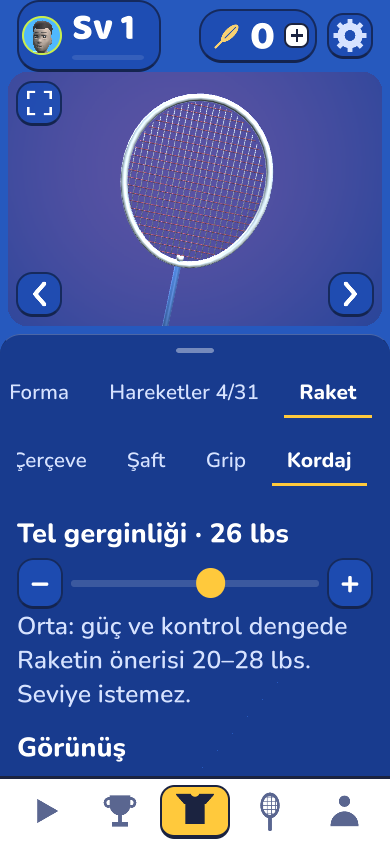 Sv 1
0
Forma Hareketler 4/31 Raket
Çerçeve Şaft Grip Kordaj
Tel gerginliği · 26 lbs
Orta: güç ve kontrol dengede
Raketin önerisi 20–28 lbs.
Seviye istemez.
Görünüş